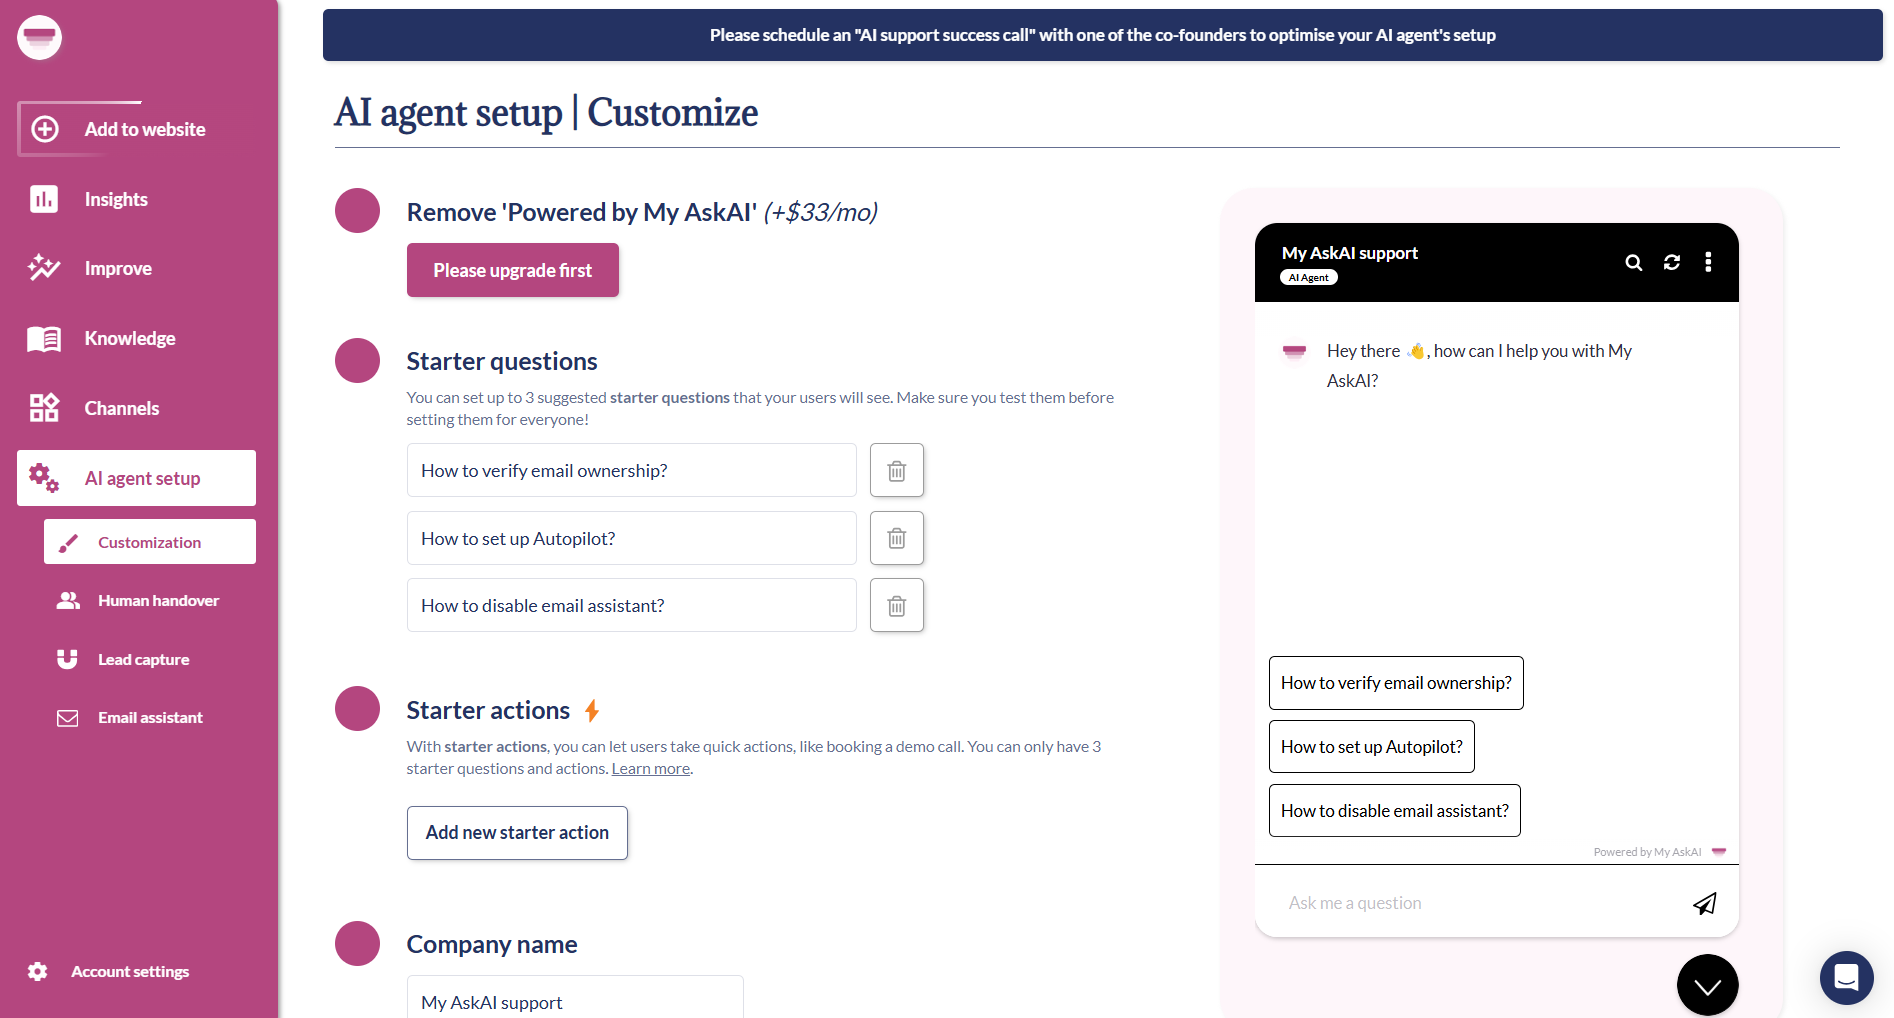 Please schedule an "AI support success call" with one of the co-founders to optimise your AI agent's setup
Add to website
Insights
Improve
Knowledge
Channels
AI agent setup
Customization
Human handover
Lead capture
Email assistant
Account settings
AI agent setup | Customize
Remove 'Powered by My AskAI' (+$33/mo)
Please upgrade first
Starter questions
You can set up to 3 suggested starter questions that your users will see. Make sure you test them before
setting them for everyone!
How to verify email ownership?
How to set up Autopilot?
How to disable email assistant?
Starter actions
With starter actions, you can let users take quick actions, like booking a demo call. You can only have 3
starter questions and actions. Learn more.
Add new starter action
Company name
My AskAI support
My AskAI support
AI Agent
Hey there 👋, how can I help you with My
AskAI?
How to verify email ownership?
How to set up Autopilot?
How to disable email assistant?
Powered by My AskAI
Ask me a question